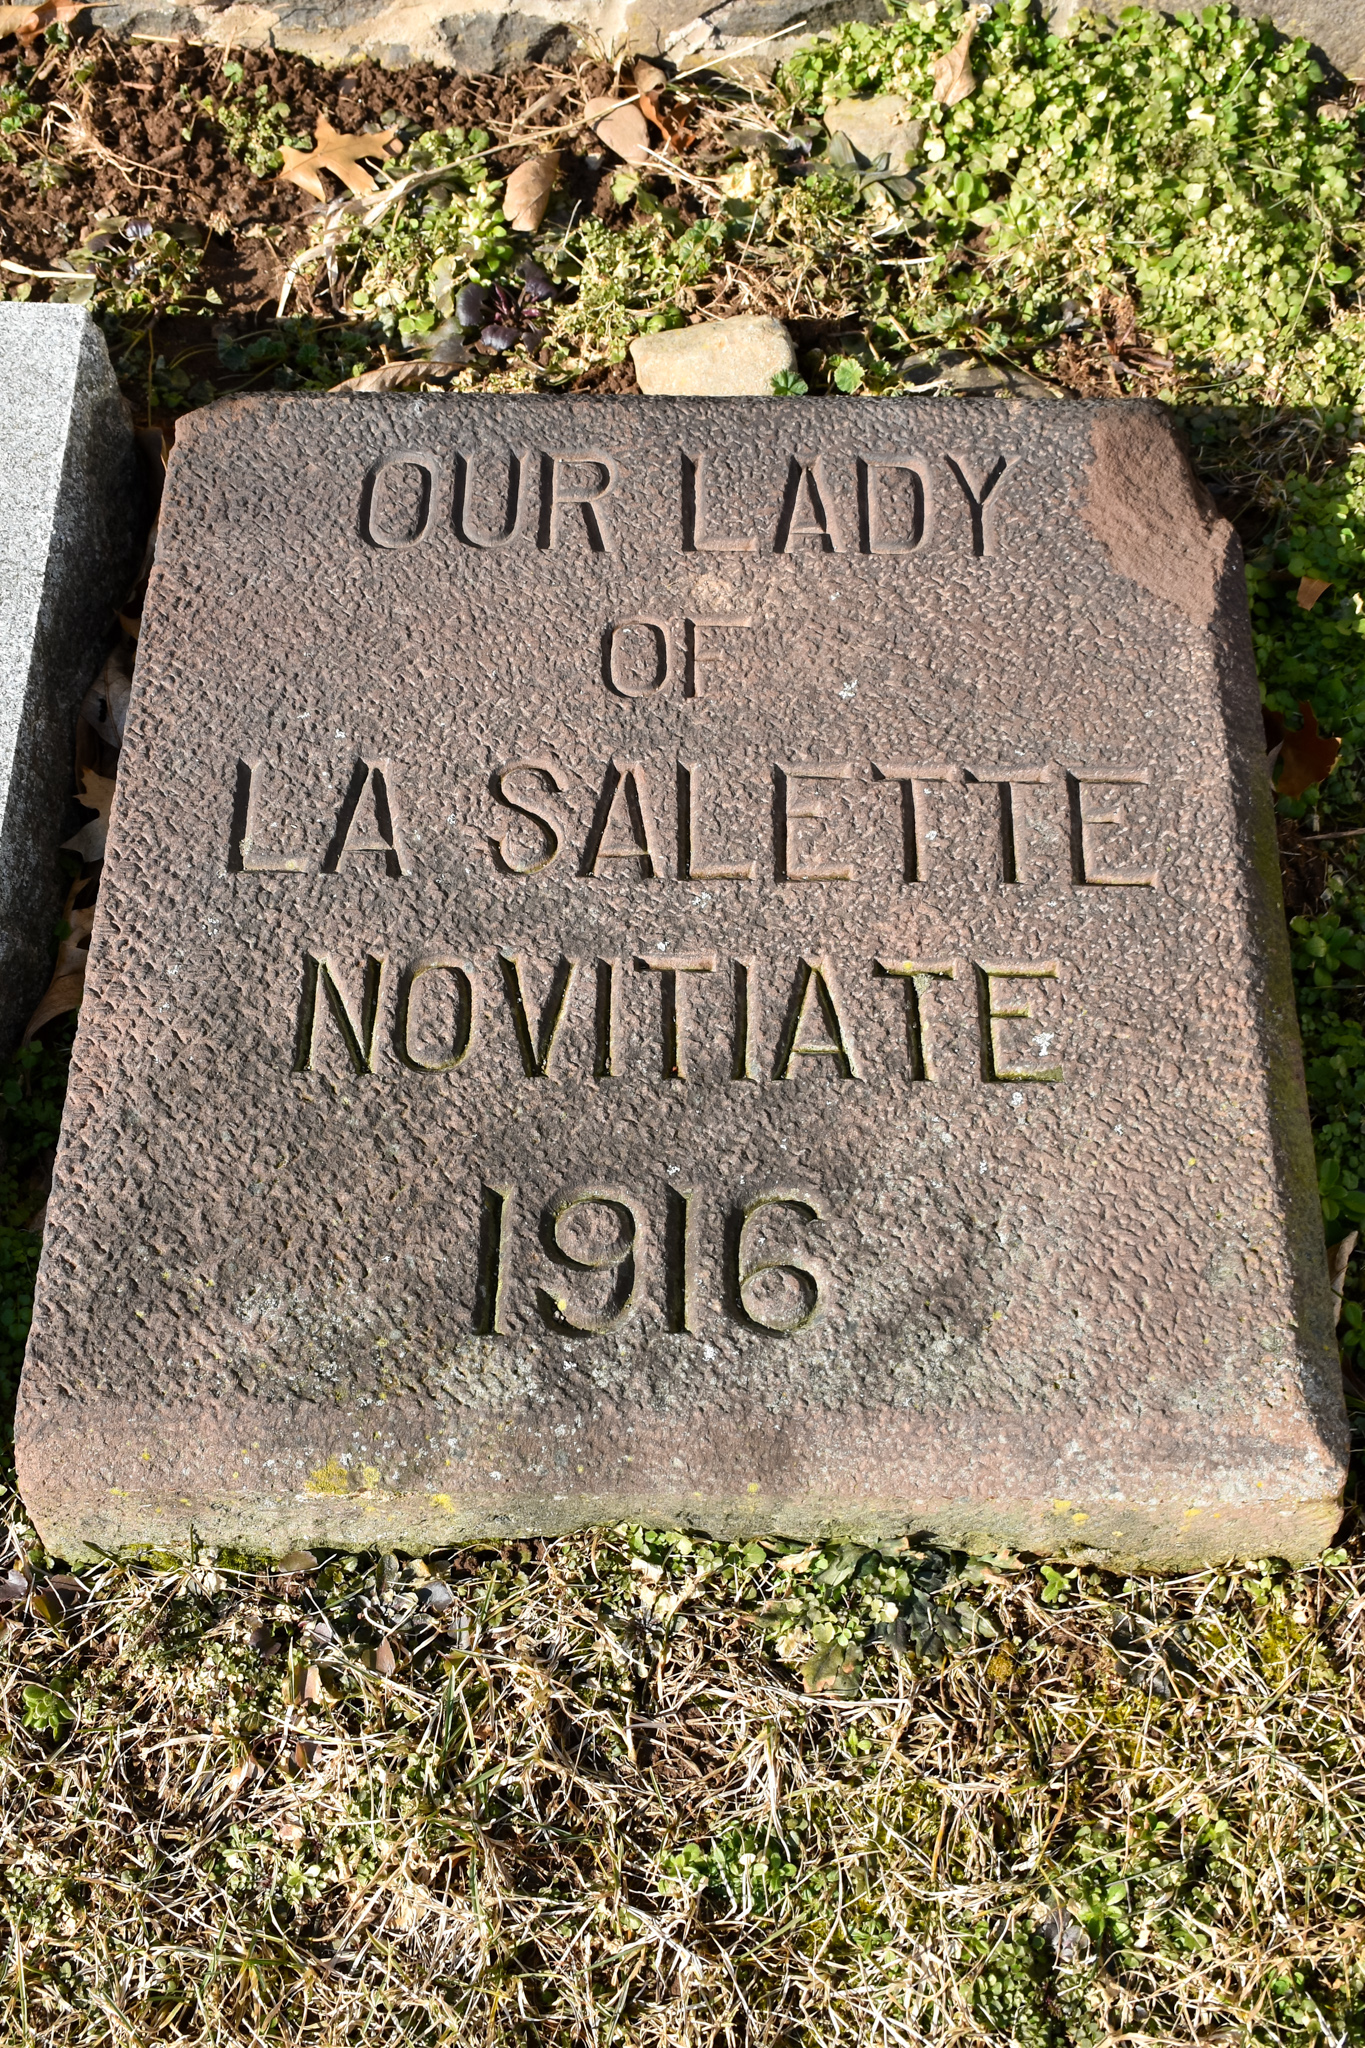 OUR LADY
OF
LA SALETTE
NOVITIATE
1916